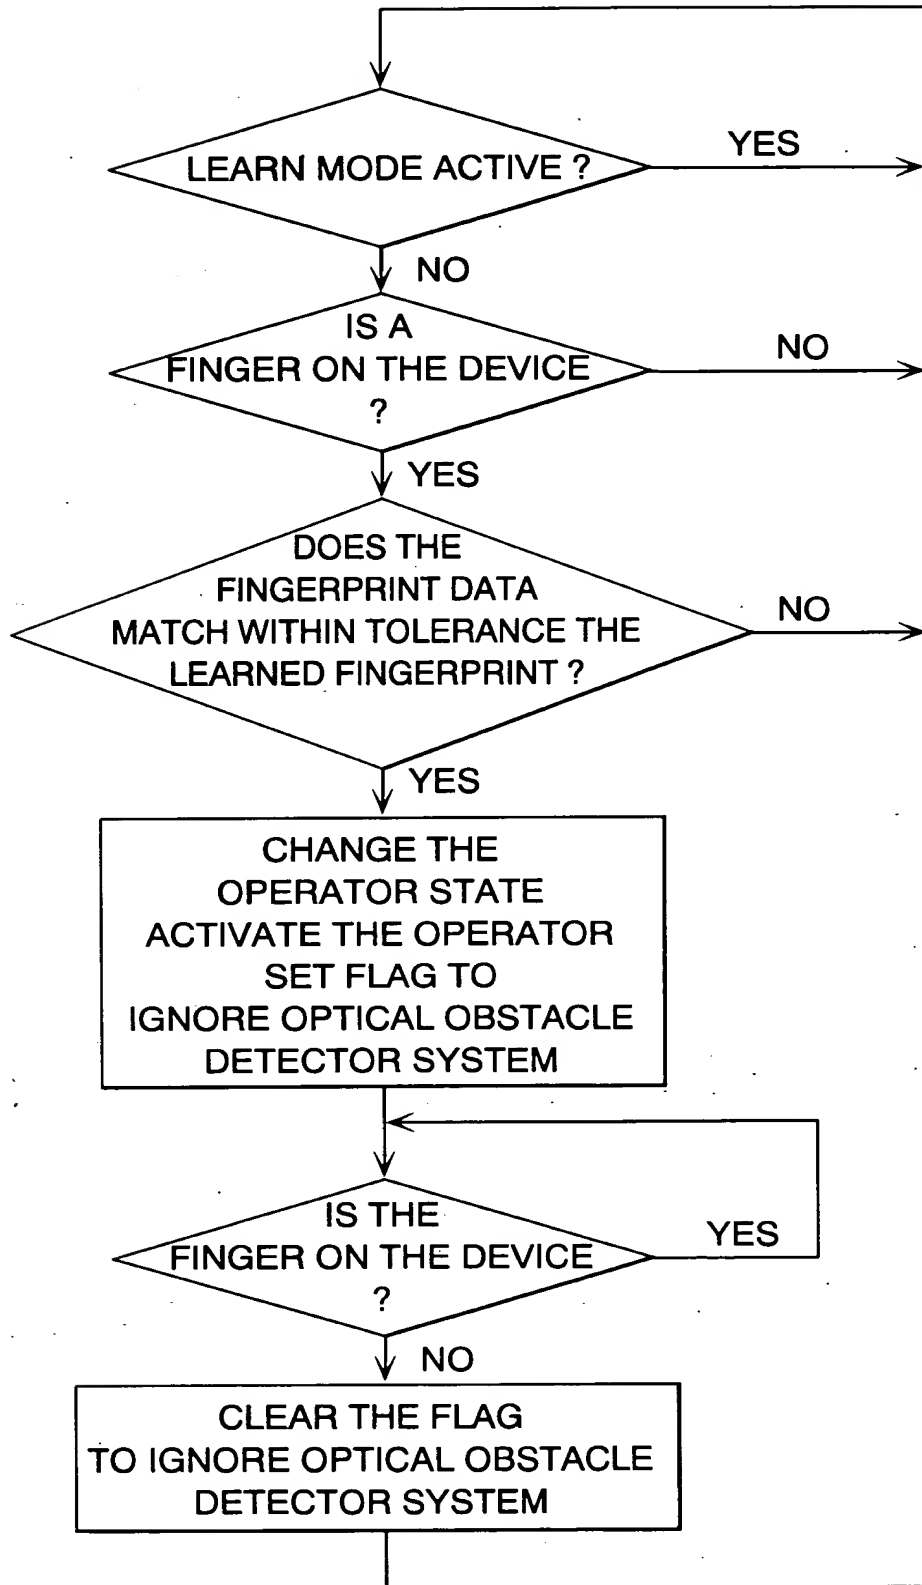 LEARN MODE ACTIVE ?
YES
NO
IS A
FINGER ON THE DEVICE
?
NO
YES
DOES THE
FINGERPRINT DATA
MATCH WITHIN TOLERANCE THE
LEARNED FINGERPRINT ?
NO
YES
CHANGE THE
OPERATOR STATE
ACTIVATE THE OPERATOR
SET FLAG TO
IGNORE OPTICAL OBSTACLE
DETECTOR SYSTEM
IS THE
FINGER ON THE DEVICE
?
YES
NO
CLEAR THE FLAG
TO IGNORE OPTICAL OBSTACLE
DETECTOR SYSTEM